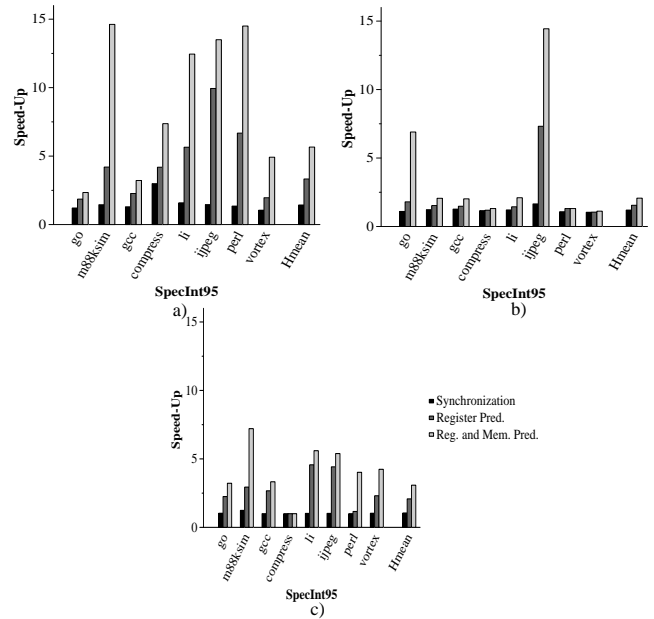 15
10
5
0
Speed-Up
go
m88ksim
gcc
compress
li
ijpeg
perl
vortex
Hmean
SpecInt95
a)
15
10
5
0
Speed-Up
go
m88ksim
gcc
compress
li
ijpeg
perl
vortex
Hmean
SpecInt95
b)
15
10
5
0
Speed-Up
go
m88ksim
gcc
compress
li
ijpeg
perl
vortex
Hmean
SpecInt95
c)
Synchronization
Register Pred.
Reg. and Mem. Pred.